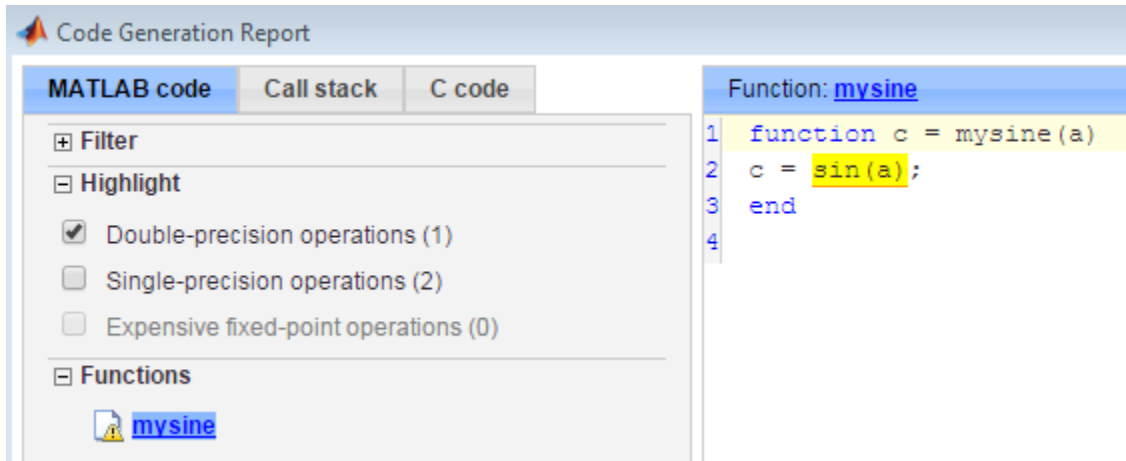 Code Generation Report
MATLAB code Call stack C code
Filter
Highlight
Double-precision operations (1)
Single-precision operations (2)
Expensive fixed-point operations (0)
Functions
mysine
Function: mysine
1 function c = mysine(a)
2 c = sin(a);
3 end
4